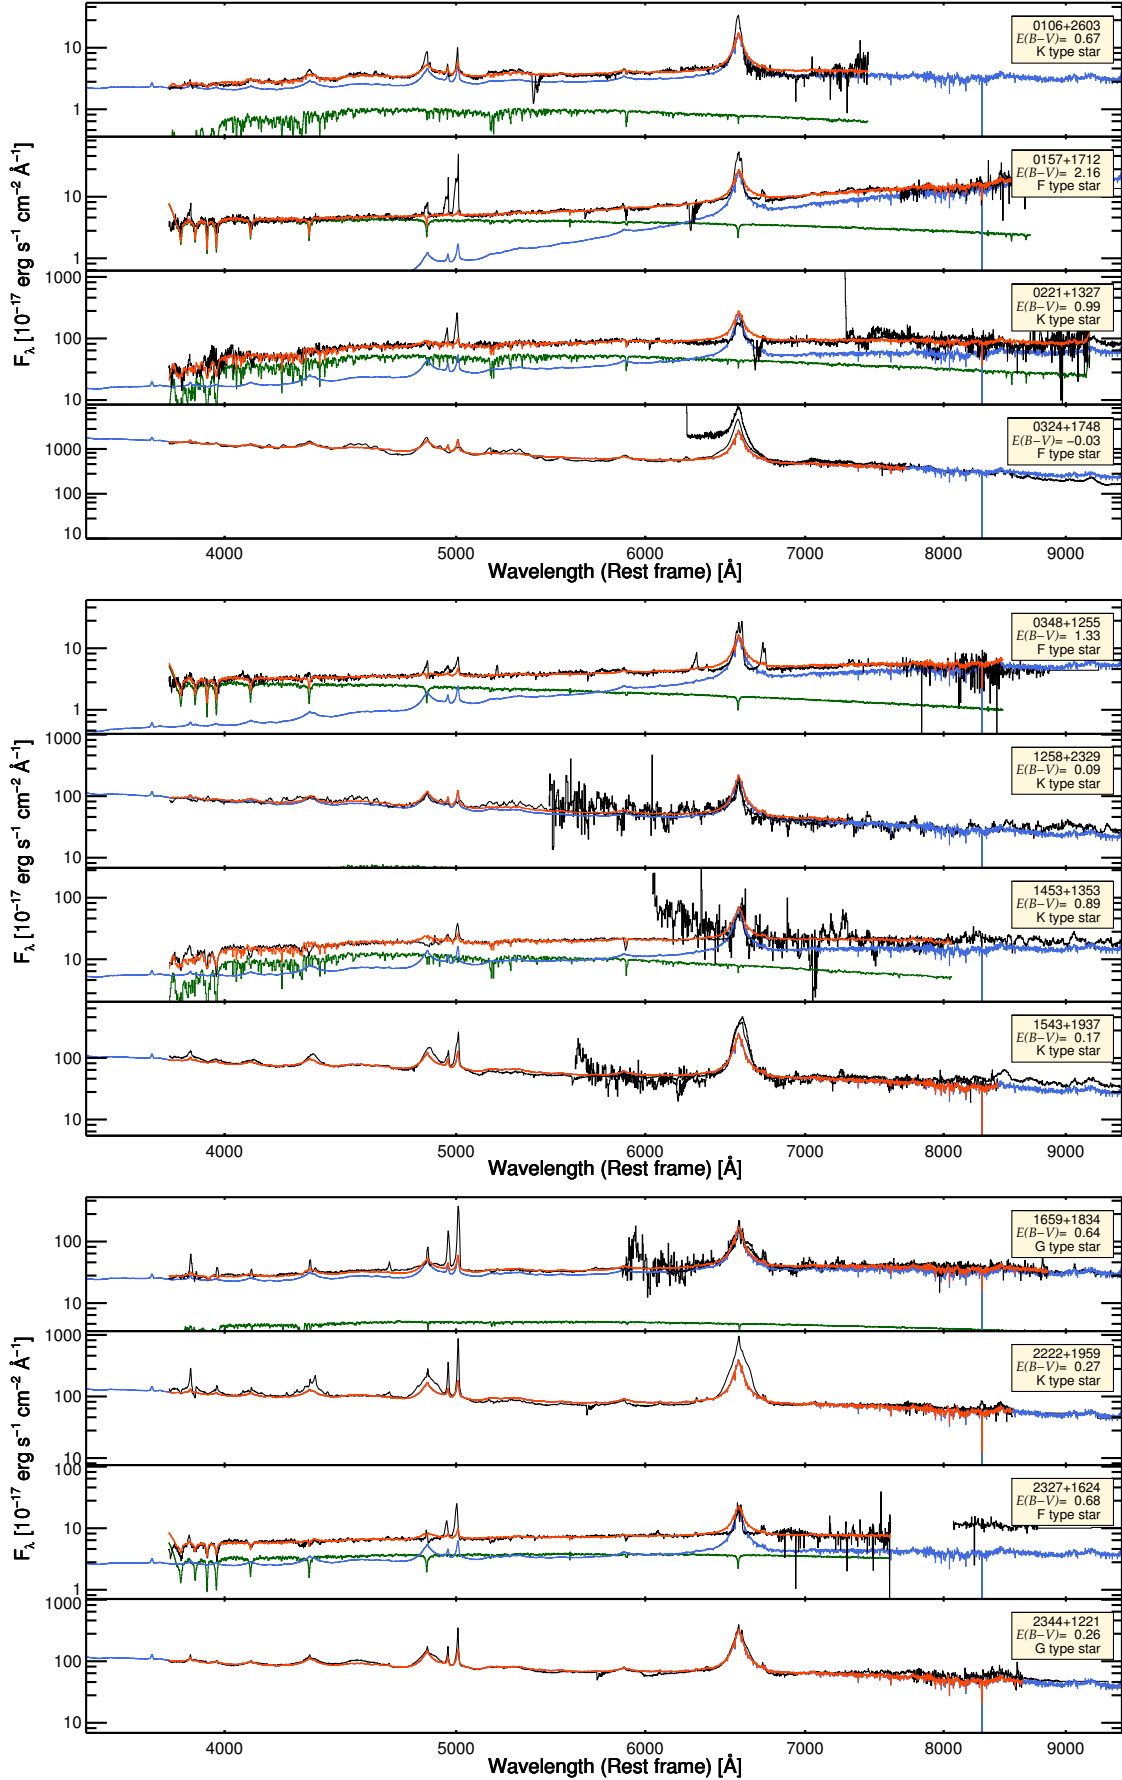 0106+2603
E(B−V)= 0.67
K type star
10
1
0157+1712
E(B−V)= 2.16
F type star
10
1
F_λ [10⁻¹⁷ erg s⁻¹ cm⁻² Å⁻¹]
1000
0221+1327
E(B−V)= 0.99
K type star
100
10
0324+1748
E(B−V)= −0.03
F type star
1000
100
10
4000 5000 6000 7000 8000 9000
Wavelength (Rest frame) [Å]
0348+1255
E(B−V)= 1.33
F type star
10
1
F_λ [10⁻¹⁷ erg s⁻¹ cm⁻² Å⁻¹]
1000
1258+2329
E(B−V)= 0.09
K type star
100
10
1453+1353
E(B−V)= 0.89
K type star
100
10
1543+1937
E(B−V)= 0.17
K type star
100
10
4000 5000 6000 7000 8000 9000
Wavelength (Rest frame) [Å]
1659+1834
E(B−V)= 0.64
G type star
100
10
F_λ [10⁻¹⁷ erg s⁻¹ cm⁻² Å⁻¹]
1000
2222+1959
E(B−V)= 0.27
K type star
100
10
100
2327+1624
E(B−V)= 0.68
F type star
10
1
1000
2344+1221
E(B−V)= 0.26
G type star
100
10
4000 5000 6000 7000 8000 9000
Wavelength (Rest frame) [Å]